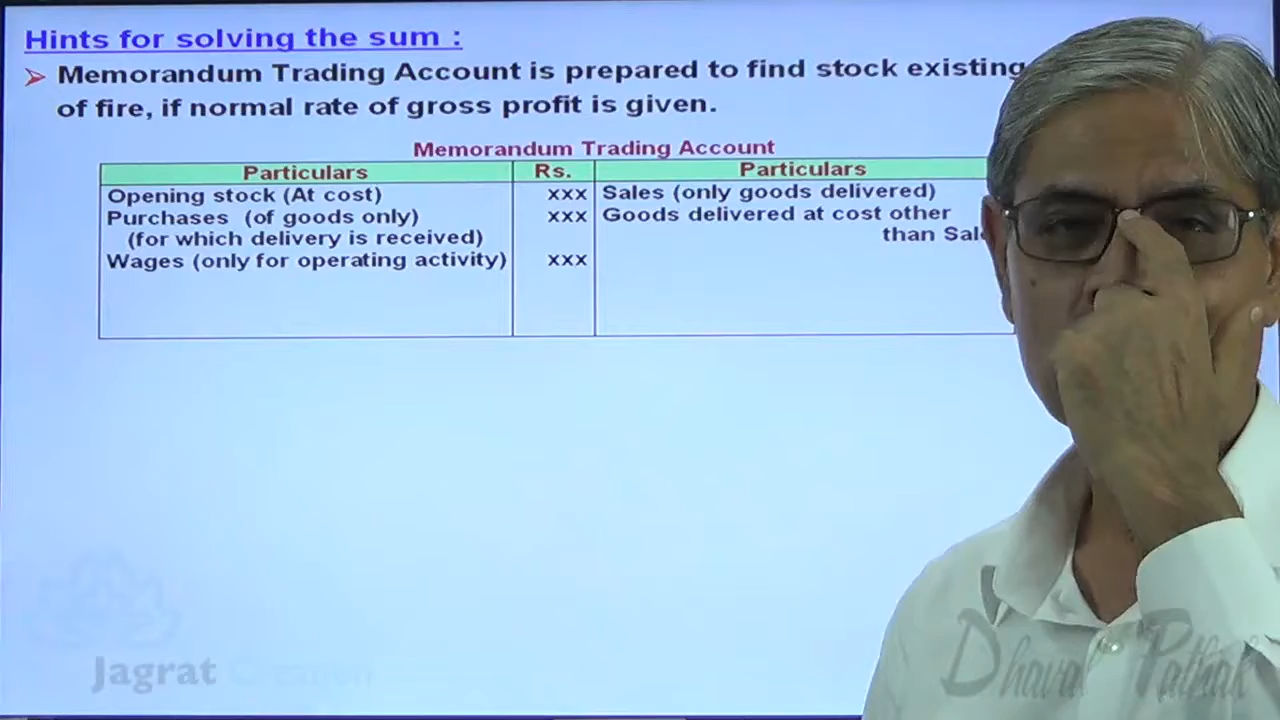 Hints for solving the sum :
➢ Memorandum Trading Account is prepared to find stock existing
of fire, if normal rate of gross profit is given.
Memorandum Trading Account
Particulars Rs. Particulars
Opening stock (At cost) xxx Sales (only goods delivered)
Purchases (of goods only) xxx Goods delivered at cost other
(for which delivery is received) than
Wages (only for operating activity) xxx
Jagrat Creation
Dhaval Pathak